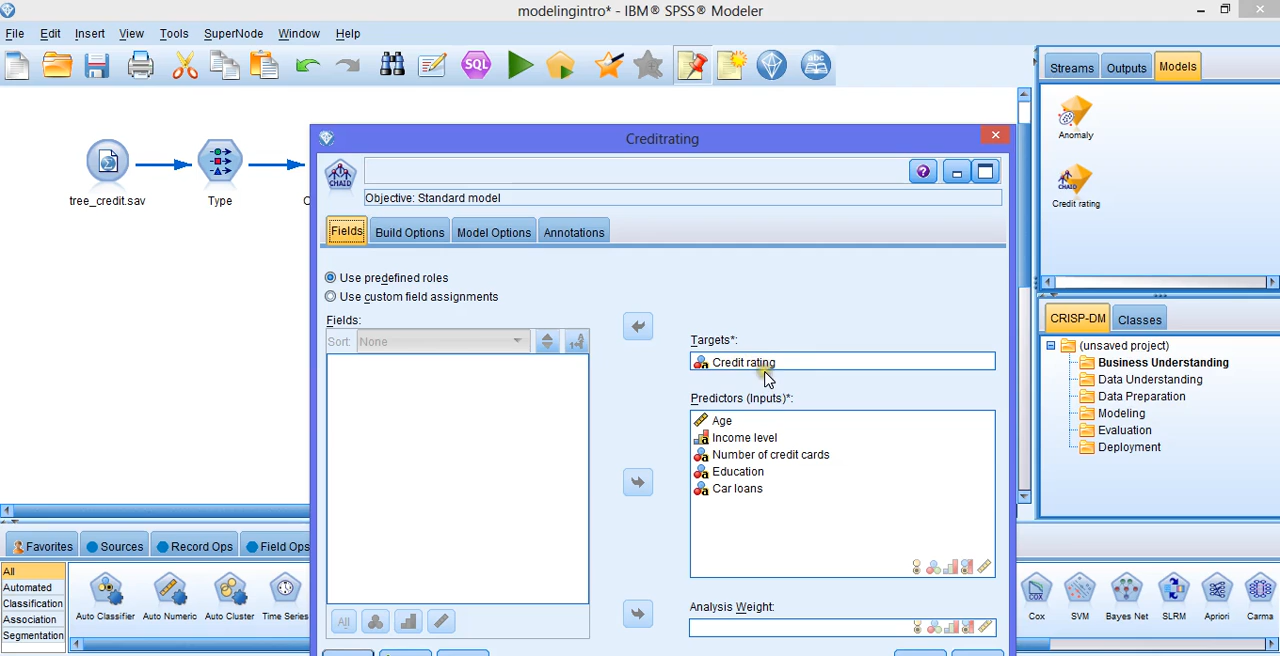 modelingintro* - IBM® SPSS® Modeler
File Edit Insert View Tools SuperNode Window Help
SQL
abc
Streams Outputs Models
Anomaly
CHAID
Credit rating
tree_credit.sav
Type
C
Creditrating
CHAID
Objective: Standard model
Fields Build Options Model Options Annotations
Use predefined roles
Use custom field assignments
Fields:
Sort: None
All
Targets*:
Credit rating
Predictors (Inputs)*:
Age
Income level
Number of credit cards
Education
Car loans
Analysis Weight:
CRISP-DM Classes
(unsaved project)
Business Understanding
Data Understanding
Data Preparation
Modeling
Evaluation
Deployment
Favorites Sources Record Ops Field Ops
All
Automated
Classification
Association
Segmentation
Auto Classifier Auto Numeric Auto Cluster Time Series
COX
Cox SVM Bayes Net SLRM Apriori Carma